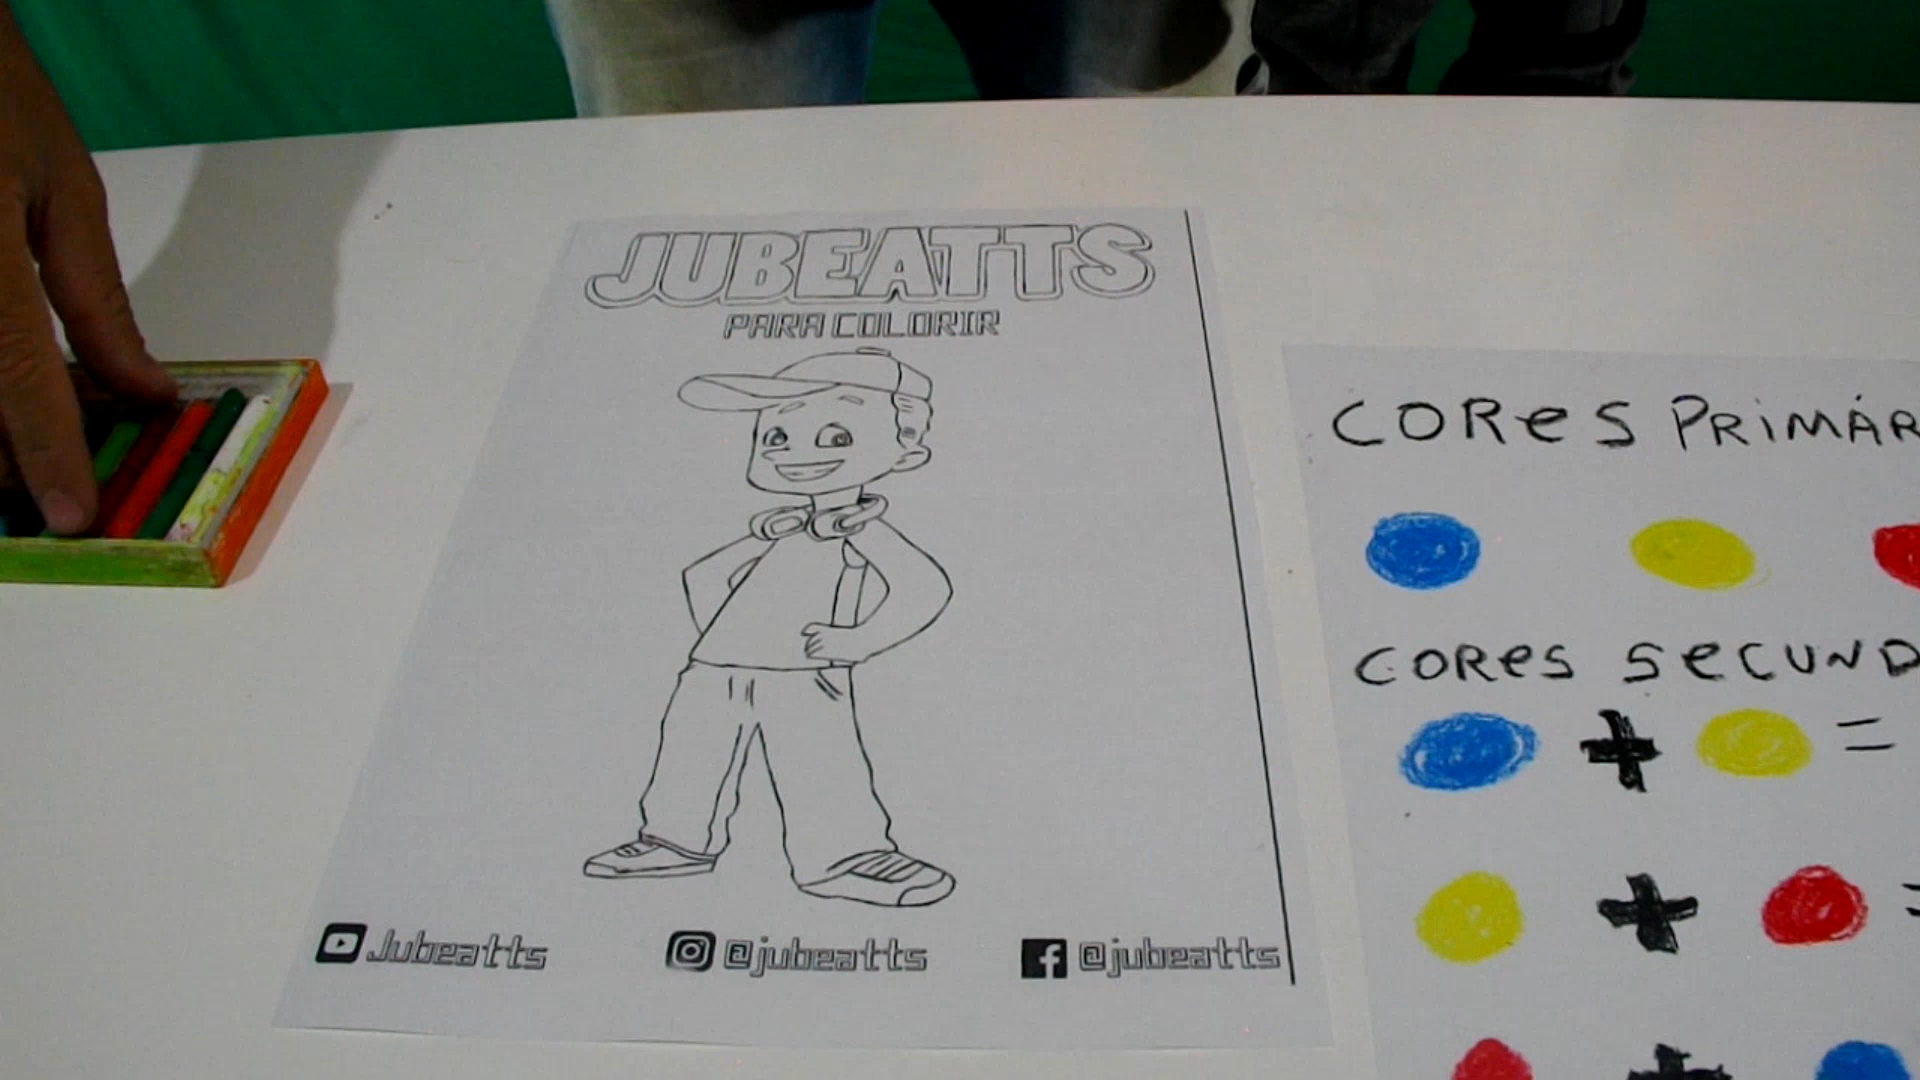 JUBEATTS
PARA COLORIR
Jubeatts
@jubeatts
@jubeatts
CORes PRiMÁR
CORes SeCUND
+ =
+ =
+